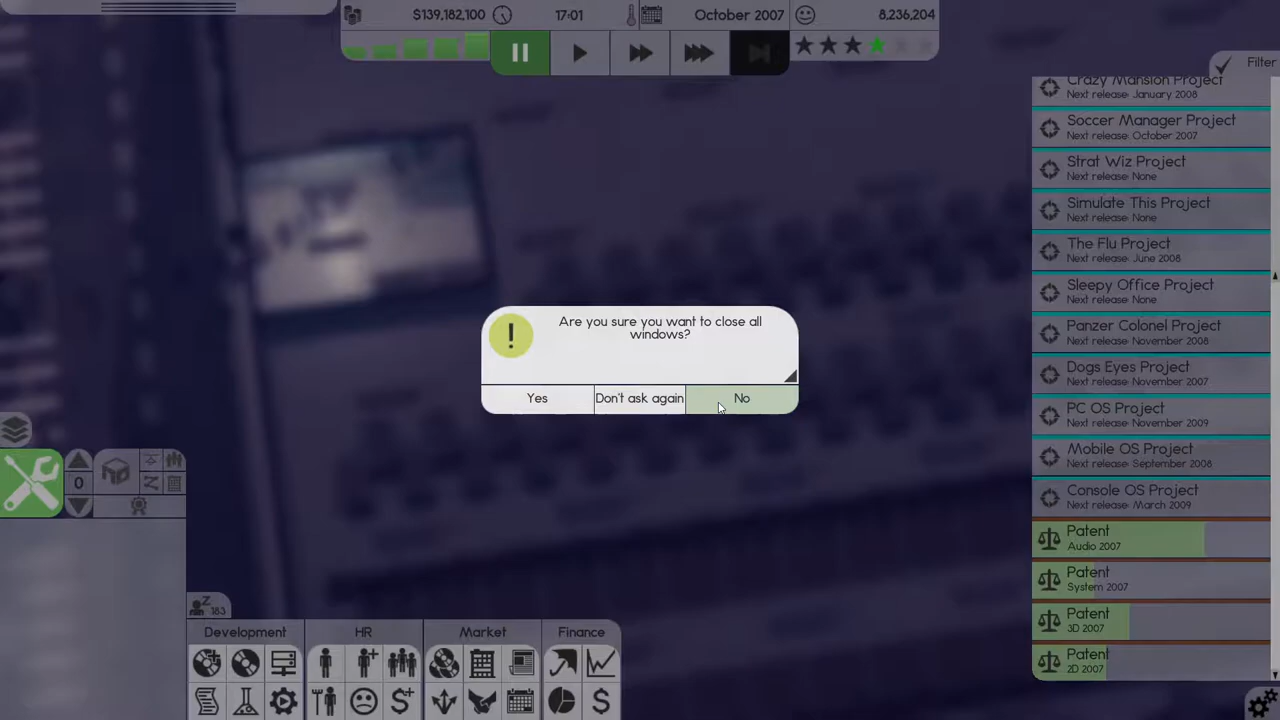 $139,182,100
17:01
October 2007
8,236,204
Filter
Crazy Mansion Project
Next release: January 2008
Soccer Manager Project
Next release: October 2007
Strat Wiz Project
Next release: None
Simulate This Project
Next release: None
The Flu Project
Next release: June 2008
Sleepy Office Project
Next release: None
Panzer Colonel Project
Next release: November 2008
Dogs Eyes Project
Next release: November 2007
PC OS Project
Next release: November 2009
Mobile OS Project
Next release: September 2008
Console OS Project
Next release: March 2009
Patent
Audio 2007
Patent
System 2007
Patent
3D 2007
Patent
2D 2007
Are you sure you want to close all
windows?
Yes
Don't ask again
No
0
Z
183
Development
HR
Market
Finance